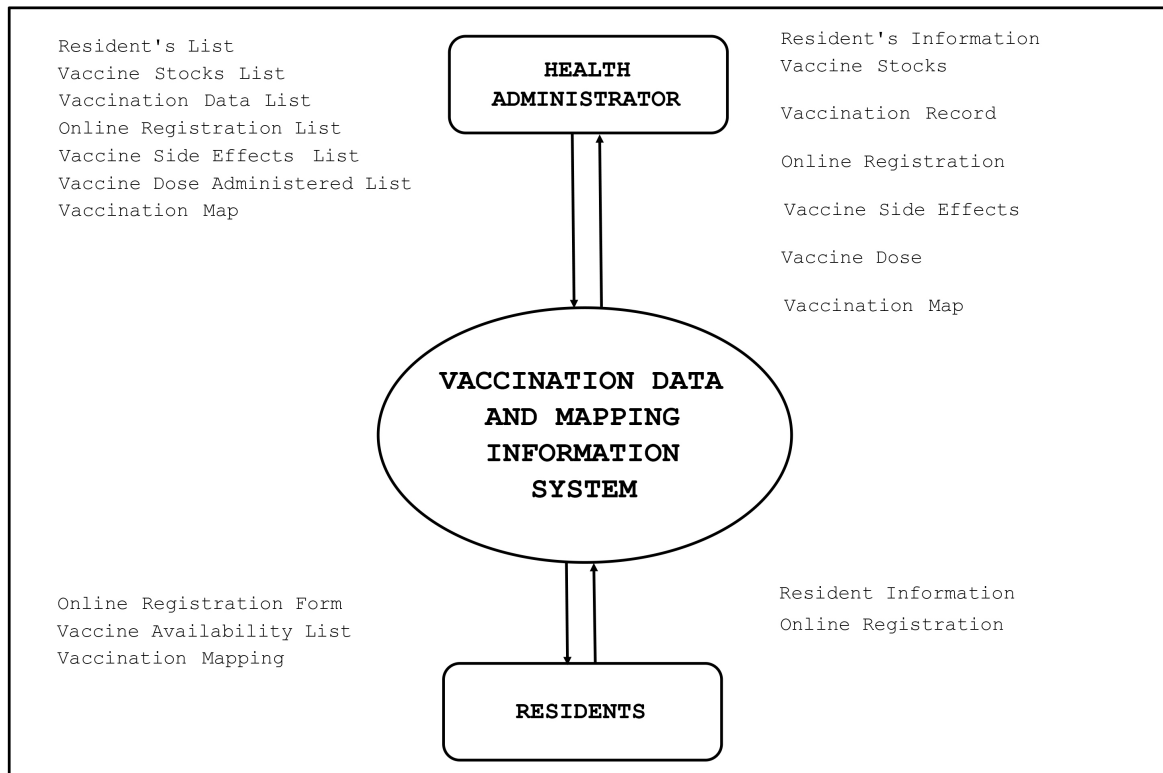 Resident's List
Vaccine Stocks List
Vaccination Data List
Online Registration List
Vaccine Side Effects List
Vaccine Dose Administered List
Vaccination Map
HEALTH
ADMINISTRATOR
Resident's Information
Vaccine Stocks
Vaccination Record
Online Registration
Vaccine Side Effects
Vaccine Dose
Vaccination Map
VACCINATION DATA
AND MAPPING
INFORMATION
SYSTEM
Online Registration Form
Vaccine Availability List
Vaccination Mapping
Resident Information
Online Registration
RESIDENTS